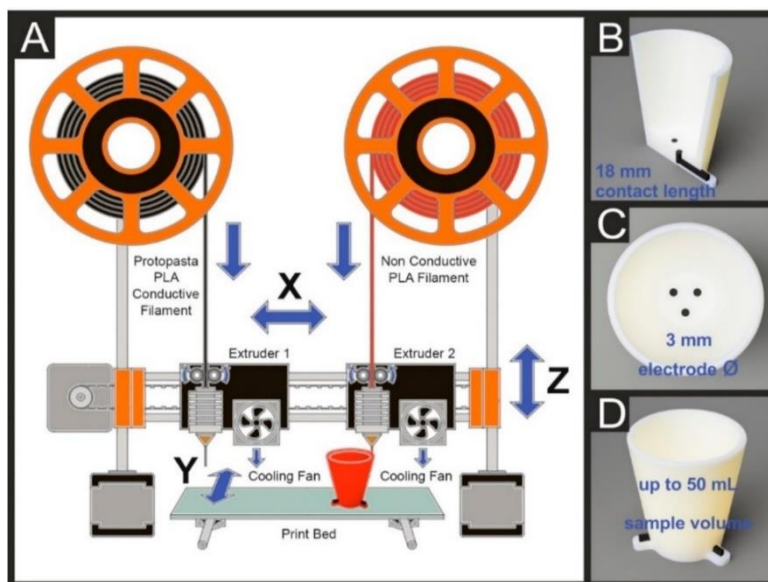 A
Protopasta
PLA
Conductive
Filament
Non Conductive
PLA Filament
X
Extruder 1
Extruder 2
Z
Y
Cooling Fan
Cooling Fan
Print Bed
B
18 mm
contact length
C
3 mm
electrode Ø
D
up to 50 mL
sample volume